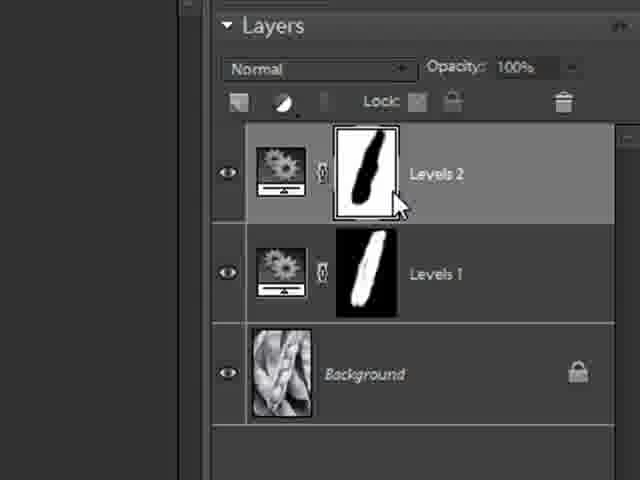 Layers
Normal Opacity: 100%
Lock:
Levels 2
Levels 1
Background